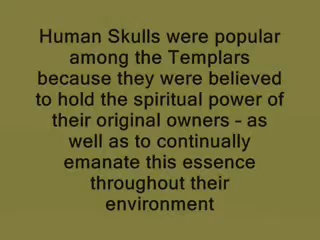 Human Skulls were popular
among the Templars
because they were believed
to hold the spiritual power of
their original owners - as
well as to continually
emanate this essence
throughout their
environment